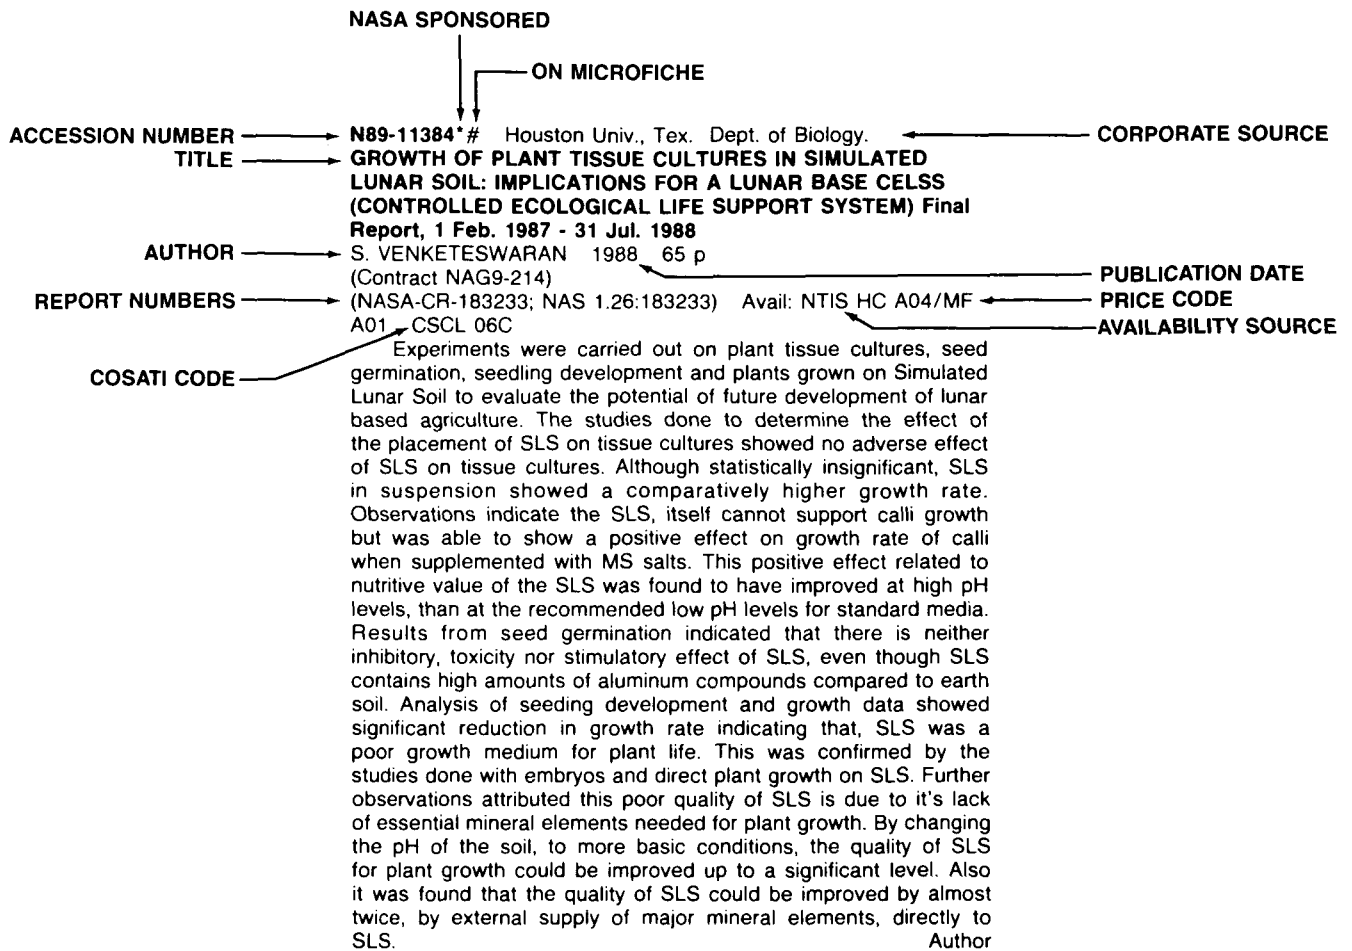 NASA SPONSORED
ON MICROFICHE
ACCESSION NUMBER N89-11384*# Houston Univ., Tex. Dept. of Biology. CORPORATE SOURCE
TITLE GROWTH OF PLANT TISSUE CULTURES IN SIMULATED
LUNAR SOIL: IMPLICATIONS FOR A LUNAR BASE CELSS
(CONTROLLED ECOLOGICAL LIFE SUPPORT SYSTEM) Final
Report, 1 Feb. 1987 - 31 Jul. 1988
AUTHOR S. VENKETESWARAN 1988 65 p
(Contract NAG9-214) PUBLICATION DATE
REPORT NUMBERS (NASA-CR-183233; NAS 1.26:183233) Avail: NTIS HC A04/MF PRICE CODE
A01 CSCL 06C AVAILABILITY SOURCE
COSATI CODE
Experiments were carried out on plant tissue cultures, seed
germination, seedling development and plants grown on Simulated
Lunar Soil to evaluate the potential of future development of lunar
based agriculture. The studies done to determine the effect of
the placement of SLS on tissue cultures showed no adverse effect
of SLS on tissue cultures. Although statistically insignificant, SLS
in suspension showed a comparatively higher growth rate.
Observations indicate the SLS, itself cannot support calli growth
but was able to show a positive effect on growth rate of calli
when supplemented with MS salts. This positive effect related to
nutritive value of the SLS was found to have improved at high pH
levels, than at the recommended low pH levels for standard media.
Results from seed germination indicated that there is neither
inhibitory, toxicity nor stimulatory effect of SLS, even though SLS
contains high amounts of aluminum compounds compared to earth
soil. Analysis of seeding development and growth data showed
significant reduction in growth rate indicating that, SLS was a
poor growth medium for plant life. This was confirmed by the
studies done with embryos and direct plant growth on SLS. Further
observations attributed this poor quality of SLS is due to it's lack
of essential mineral elements needed for plant growth. By changing
the pH of the soil, to more basic conditions, the quality of SLS
for plant growth could be improved up to a significant level. Also
it was found that the quality of SLS could be improved by almost
twice, by external supply of major mineral elements, directly to
SLS. Author